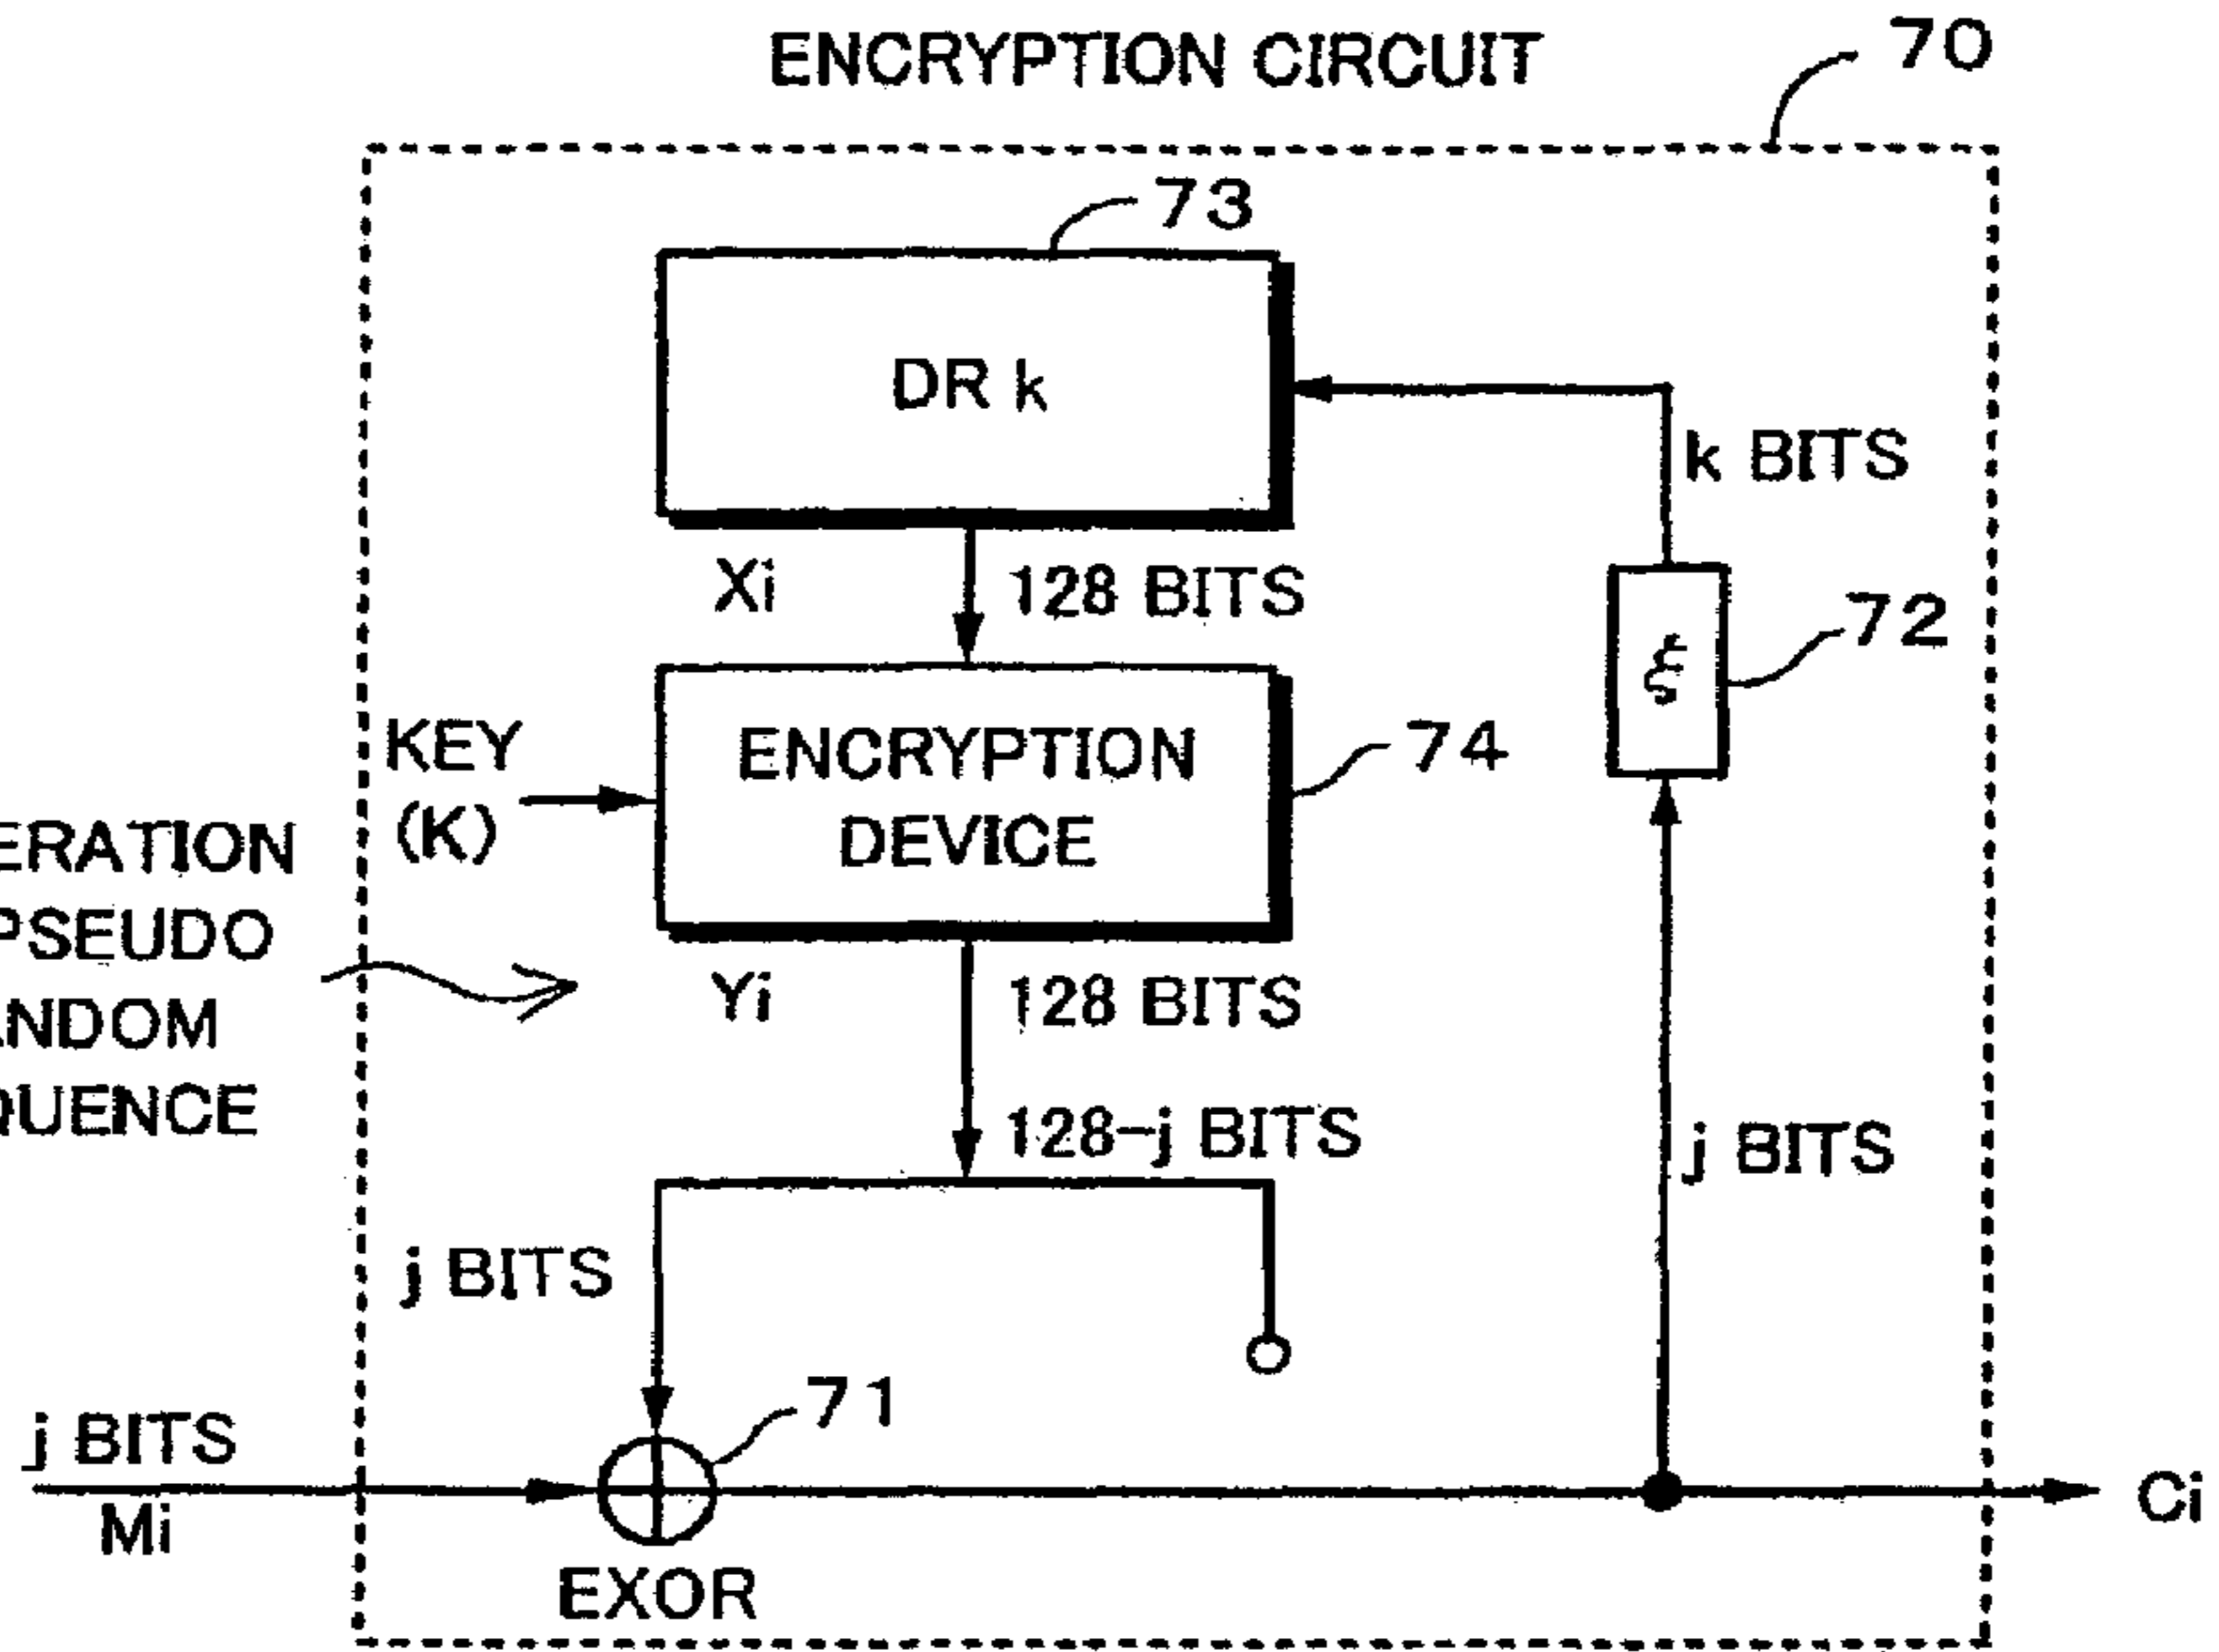 ENCRYPTION CIRCUIT
70
73
DR k
k BITS
Xi
128 BITS
72
ξ
KEY
(K)
ENCRYPTION
DEVICE
74
ERATION
PSEUDO
NDOM
QUENCE
Yi
128 BITS
128-j BITS
j BITS
j BITS
71
j BITS
Mi
EXOR
Ci